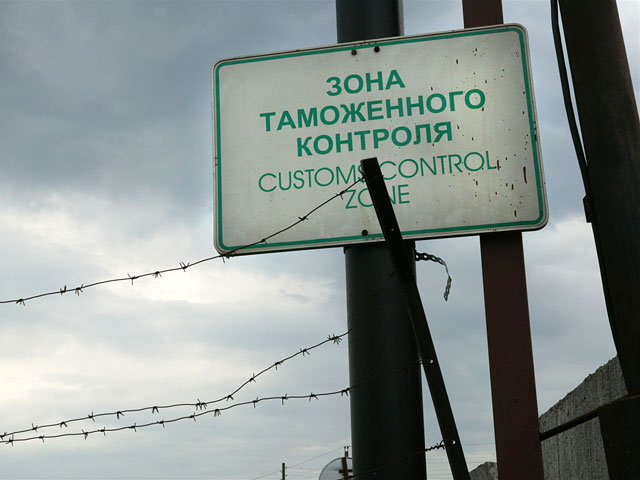 ЗОНА
ТАМОЖЕННОГО
КОНТРОЛЯ
CUSTOMS CONTROL
ZONE